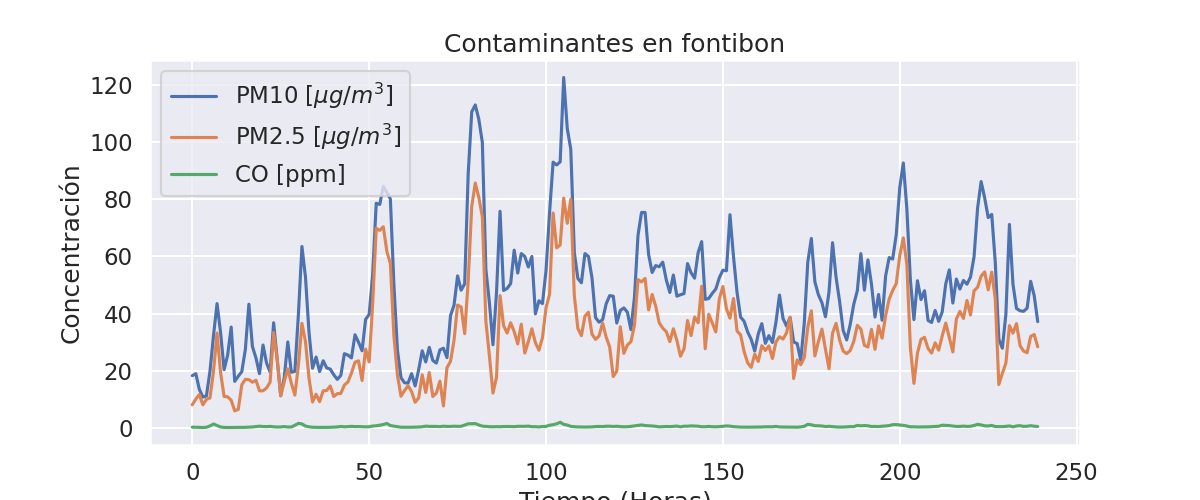 Contaminantes en fontibon
PM10 [μg/m³]
PM2.5 [μg/m³]
CO [ppm]
Concentración
120
100
80
60
40
20
0
0 50 100 150 200 250
Tiempo (Horas)